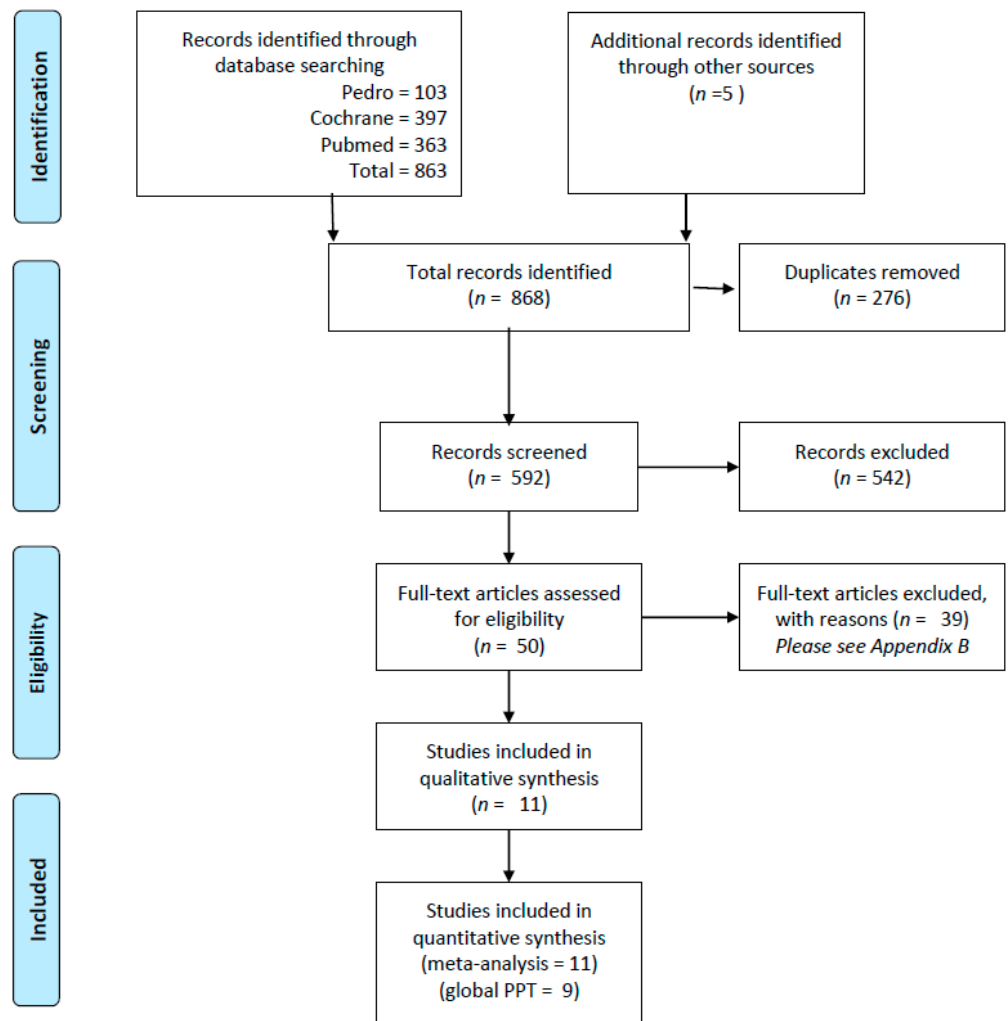 Identification
Records identified through
database searching
Pedro = 103
Cochrane = 397
Pubmed = 363
Total = 863
Additional records identified
through other sources
(n =5 )
Screening
Total records identified
(n = 868)
Duplicates removed
(n = 276)
Records screened
(n = 592)
Records excluded
(n = 542)
Eligibility
Full-text articles assessed
for eligibility
(n = 50)
Full-text articles excluded,
with reasons (n = 39)
Please see Appendix B
Studies included in
qualitative synthesis
(n = 11)
Included
Studies included in
quantitative synthesis
(meta-analysis = 11)
(global PPT = 9)